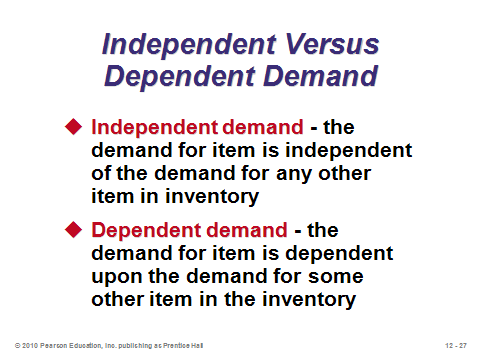 Independent Versus
Dependent Demand
Independent demand - the
demand for item is independent
of the demand for any other
item in inventory
Dependent demand - the
demand for item is dependent
upon the demand for some
other item in the inventory
© 2010 Pearson Education, Inc. publishing as Prentice Hall
12 - 27